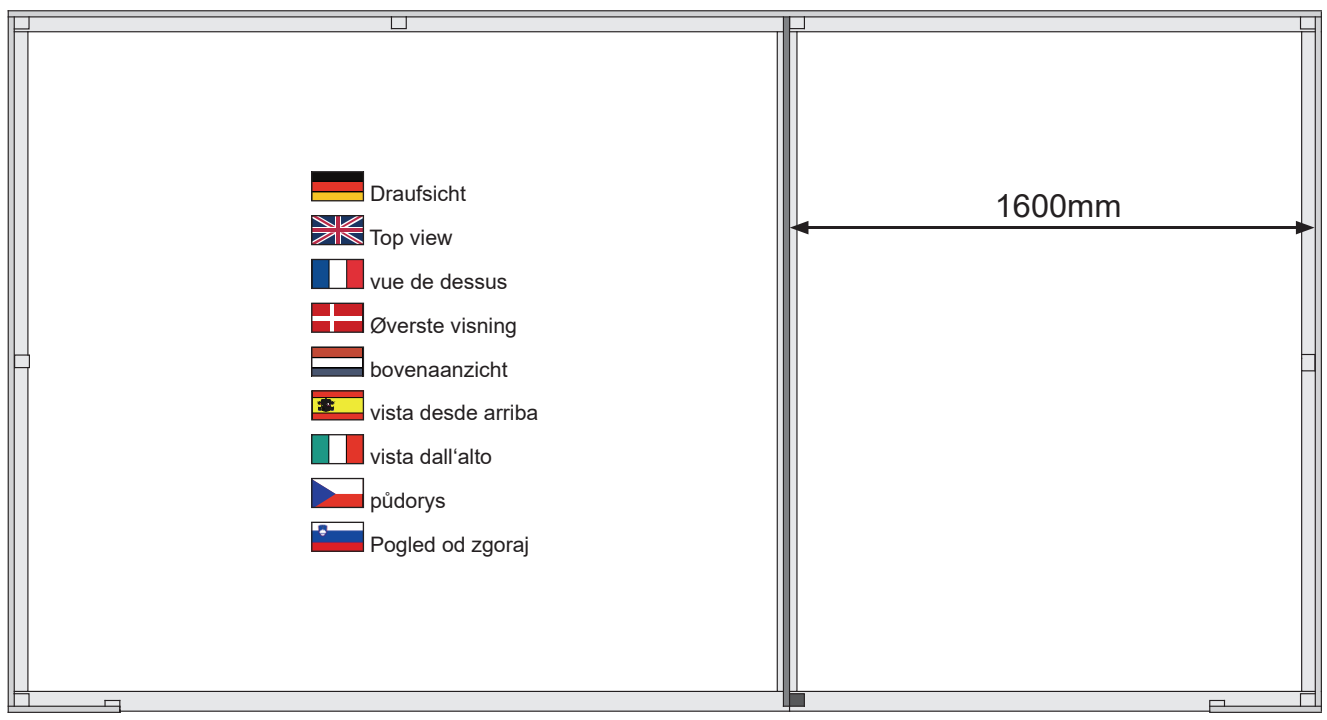 Draufsicht
Top view
vue de dessus
Øverste visning
bovenaanzicht
vista desde arriba
vista dall‘alto
půdorys
Pogled od zgoraj
1600mm